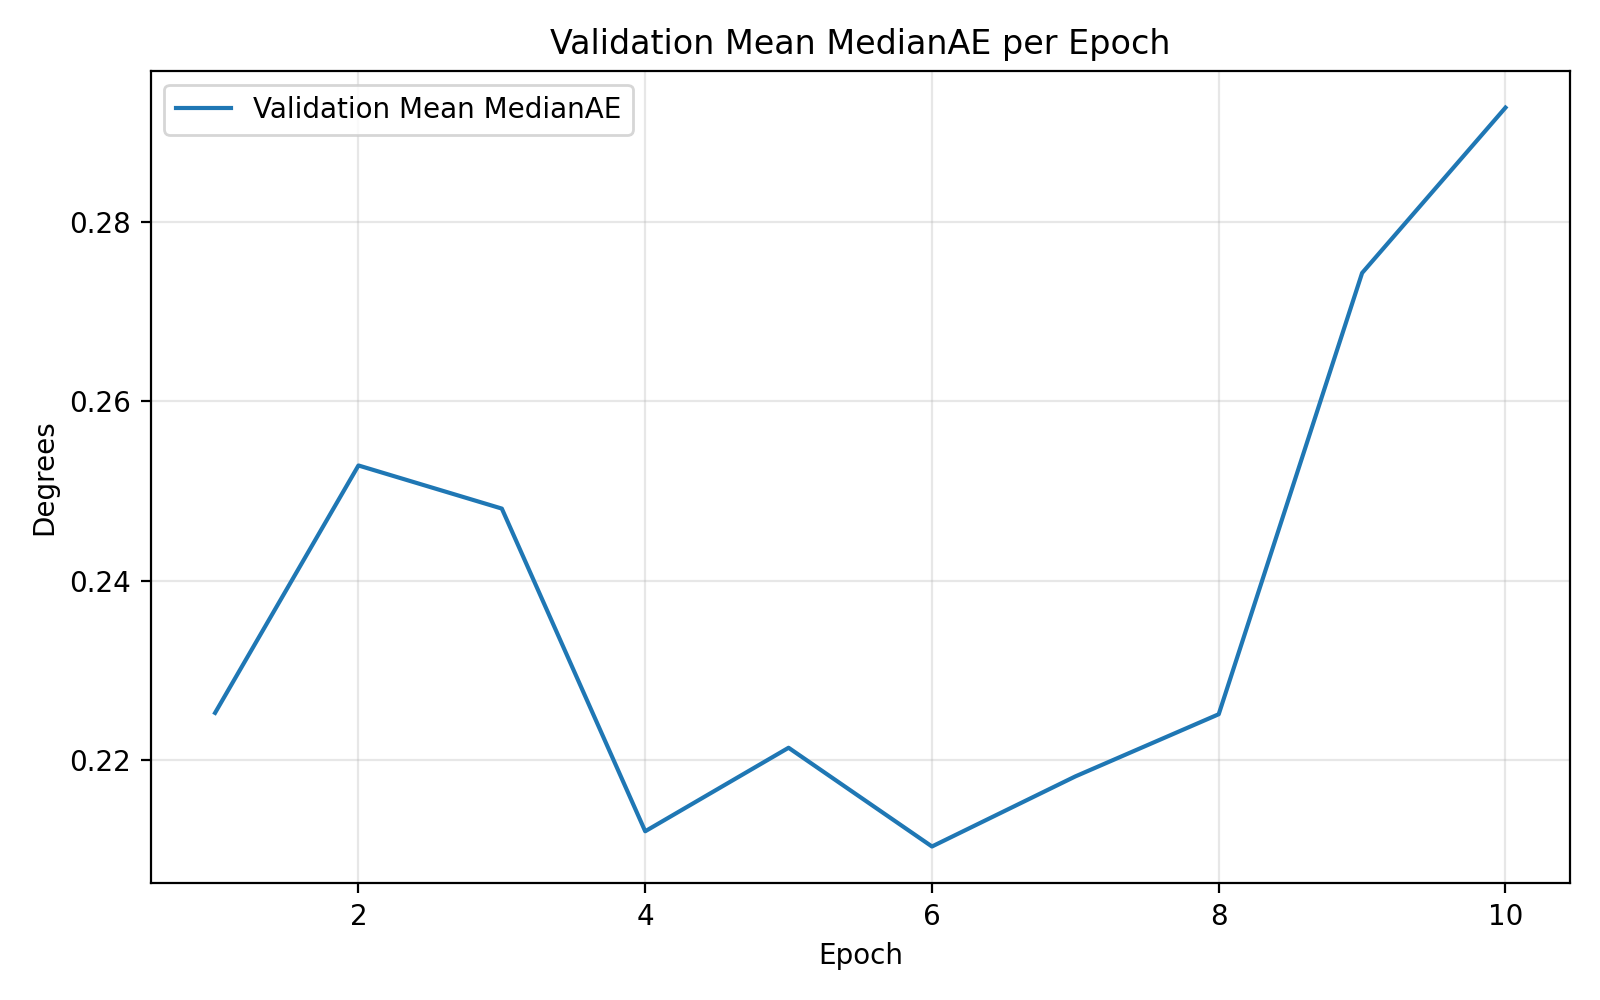 Validation Mean MedianAE per Epoch
Validation Mean MedianAE
0.28
0.26
0.24
0.22
Degrees
2 4 6 8 10
Epoch